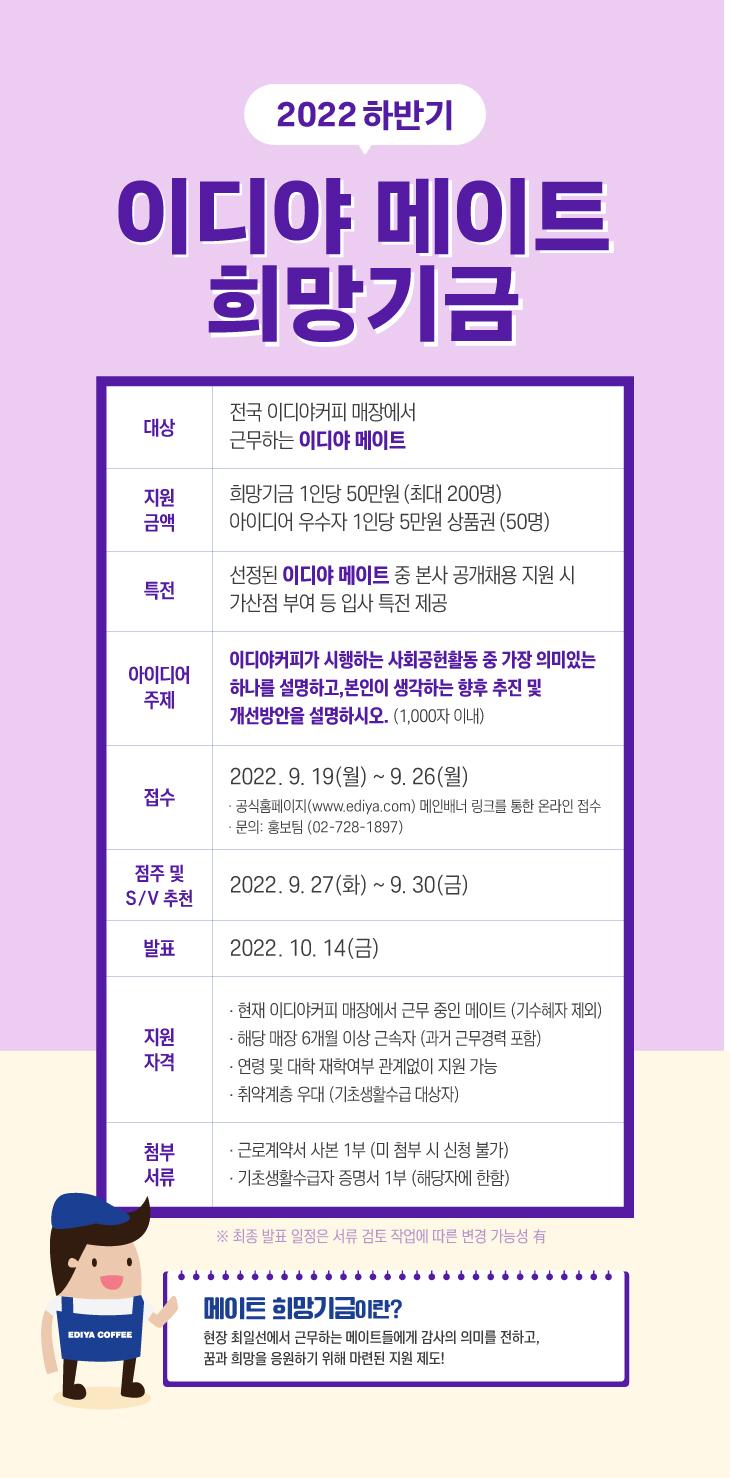 2022 하반기
이디야 메이트
희망기금
대상
전국 이디야커피 매장에서
근무하는 이디야 메이트
지원
금액
희망기금 1인당 50만원 (최대 200명)
아이디어 우수자 1인당 5만원 상품권 (50명)
특전
선정된 이디야 메이트 중 본사 공개채용 지원 시
가산점 부여 등 입사 특전 제공
아이디어
주제
이디야커피가 시행하는 사회공헌활동 중 가장 의미있는
하나를 설명하고,본인이 생각하는 향후 추진 및
개선방안을 설명하시오. (1,000자 이내)
접수
2022. 9. 19(월) ~ 9. 26(월)
· 공식홈페이지(www.ediya.com) 메인배너 링크를 통한 온라인 접수
· 문의: 홍보팀 (02-728-1897)
점주 및
S/V 추천
2022. 9. 27(화) ~ 9. 30(금)
발표
2022. 10. 14(금)
지원
자격
· 현재 이디야커피 매장에서 근무 중인 메이트 (기수혜자 제외)
· 해당 매장 6개월 이상 근속자 (과거 근무경력 포함)
· 연령 및 대학 재학여부 관계없이 지원 가능
· 취약계층 우대 (기초생활수급 대상자)
첨부
서류
· 근로계약서 사본 1부 (미 첨부 시 신청 불가)
· 기초생활수급자 증명서 1부 (해당자에 한함)
※ 최종 발표 일정은 서류 검토 작업에 따른 변경 가능성 有
메이트 희망기금이란?
현장 최일선에서 근무하는 메이트들에게 감사의 의미를 전하고,
꿈과 희망을 응원하기 위해 마련된 지원 제도!
EDIYA COFFEE